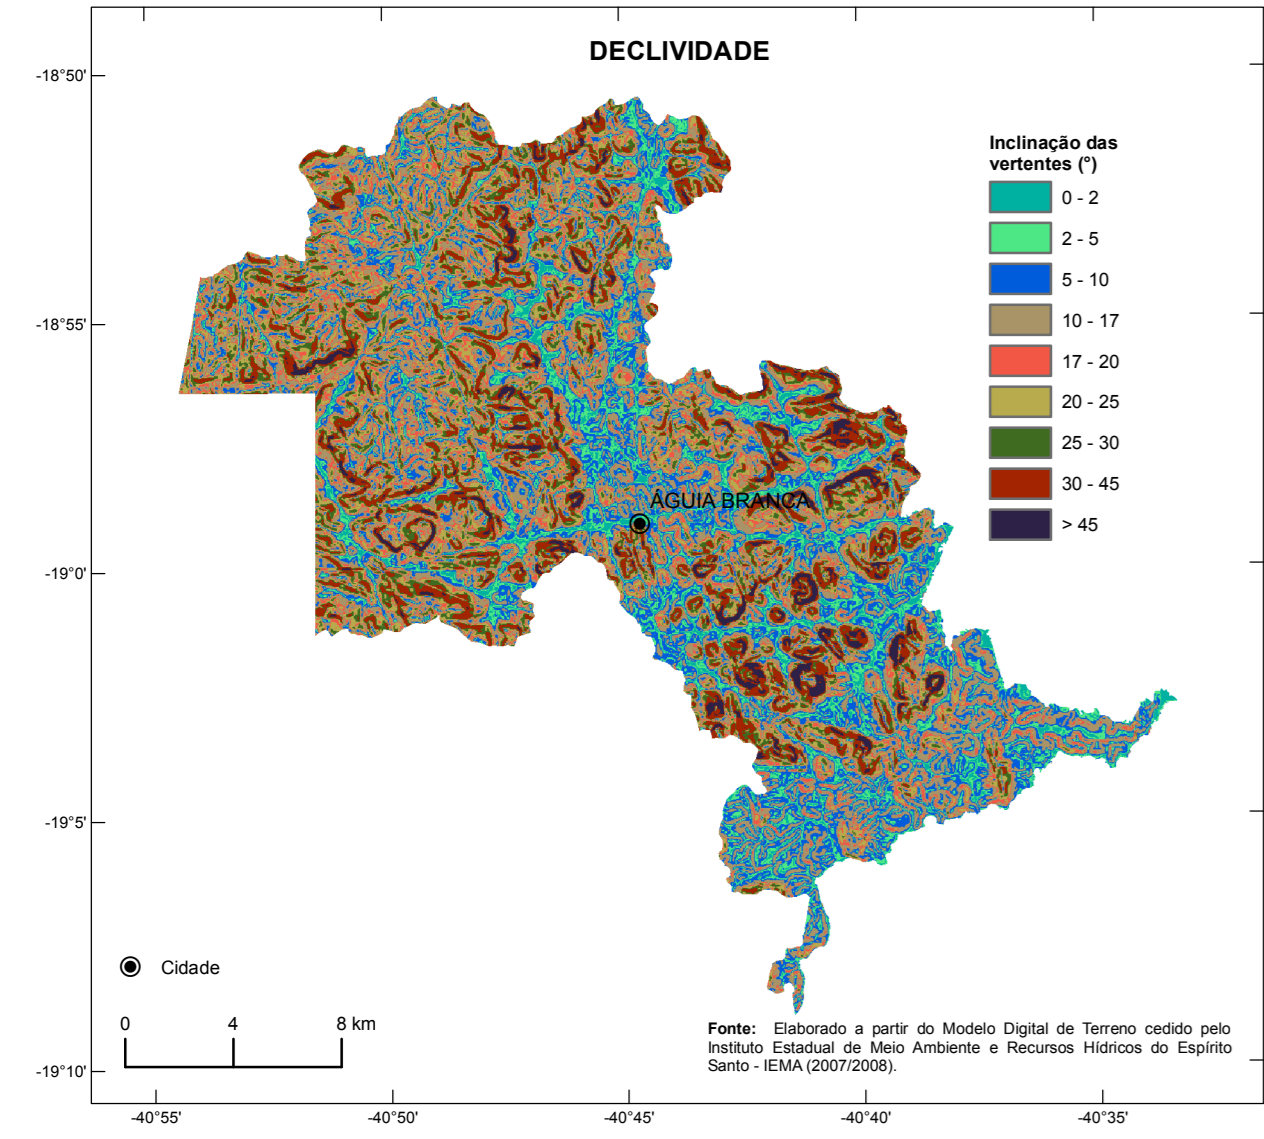 DECLIVIDADE
-18°50'
-18°55'
-19°0'
-19°5'
-19°10'
Inclinação das
vertentes (°)
0 - 2
2 - 5
5 - 10
10 - 17
17 - 20
20 - 25
25 - 30
30 - 45
> 45
ÁGUIA BRANCA
Cidade
0 4 8 km
Fonte: Elaborado a partir do Modelo Digital de Terreno cedido pelo
Instituto Estadual de Meio Ambiente e Recursos Hídricos do Espírito
Santo - IEMA (2007/2008).
-40°55' -40°50' -40°45' -40°40' -40°35'